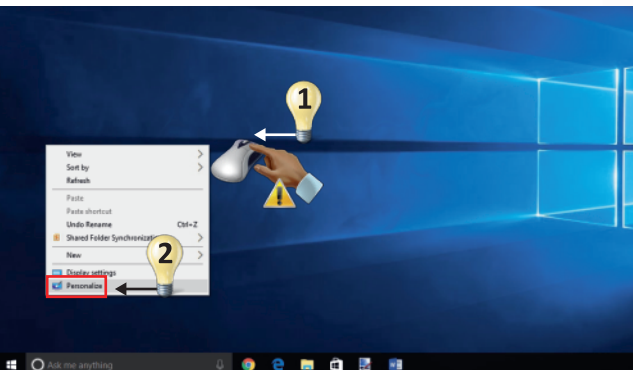 1
View
Sort by
Refresh
Paste
Paste shortcut
Undo Rename Ctrl+Z
Shared Folder Synchronization
New
2
Display settings
Personalize
Ask me anything